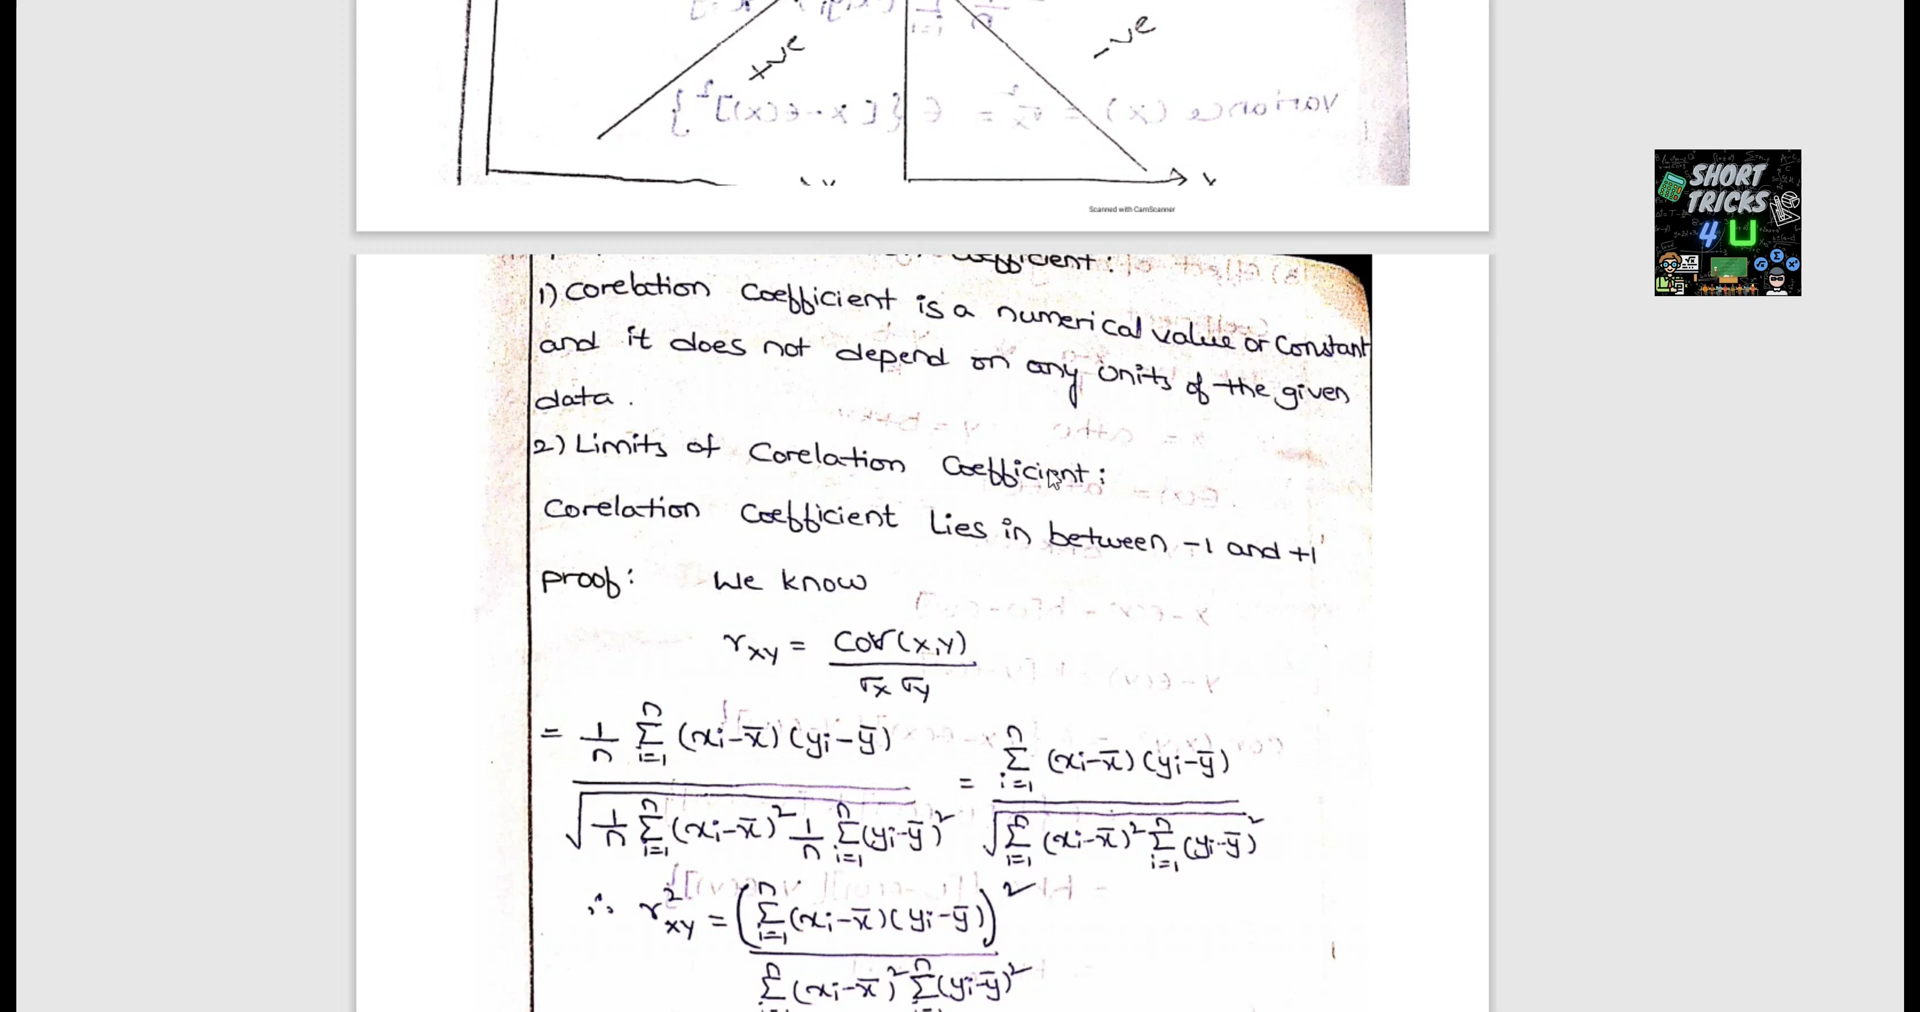 +ve
-ve
Scanned with CamScanner
SHORT
TRICKS
4 U
1) Corelation Coefficient is a numerical value or Constant
and it does not depend on any units of the given
data.
2) Limits of Corelation Coefficient:
Corelation Coefficient Lies in between -1 and +1
proof: We know
r_xy = Cov(x,y) / σx σy
= 1/n Σ_{i=1}^{n} (xi-x̄)(yi-ȳ) / √(1/n Σ_{i=1}^{n} (xi-x̄)² 1/n Σ_{i=1}^{n} (yi-ȳ)²) = Σ_{i=1}^{n} (xi-x̄)(yi-ȳ) / √(Σ_{i=1}^{n} (xi-x̄)² Σ_{i=1}^{n} (yi-ȳ)²)
∴ r²_xy = (Σ_{i=1}^{n} (xi-x̄)(yi-ȳ))² / Σ^{n} (xi-x̄)² Σ^{n} (yi-ȳ)²